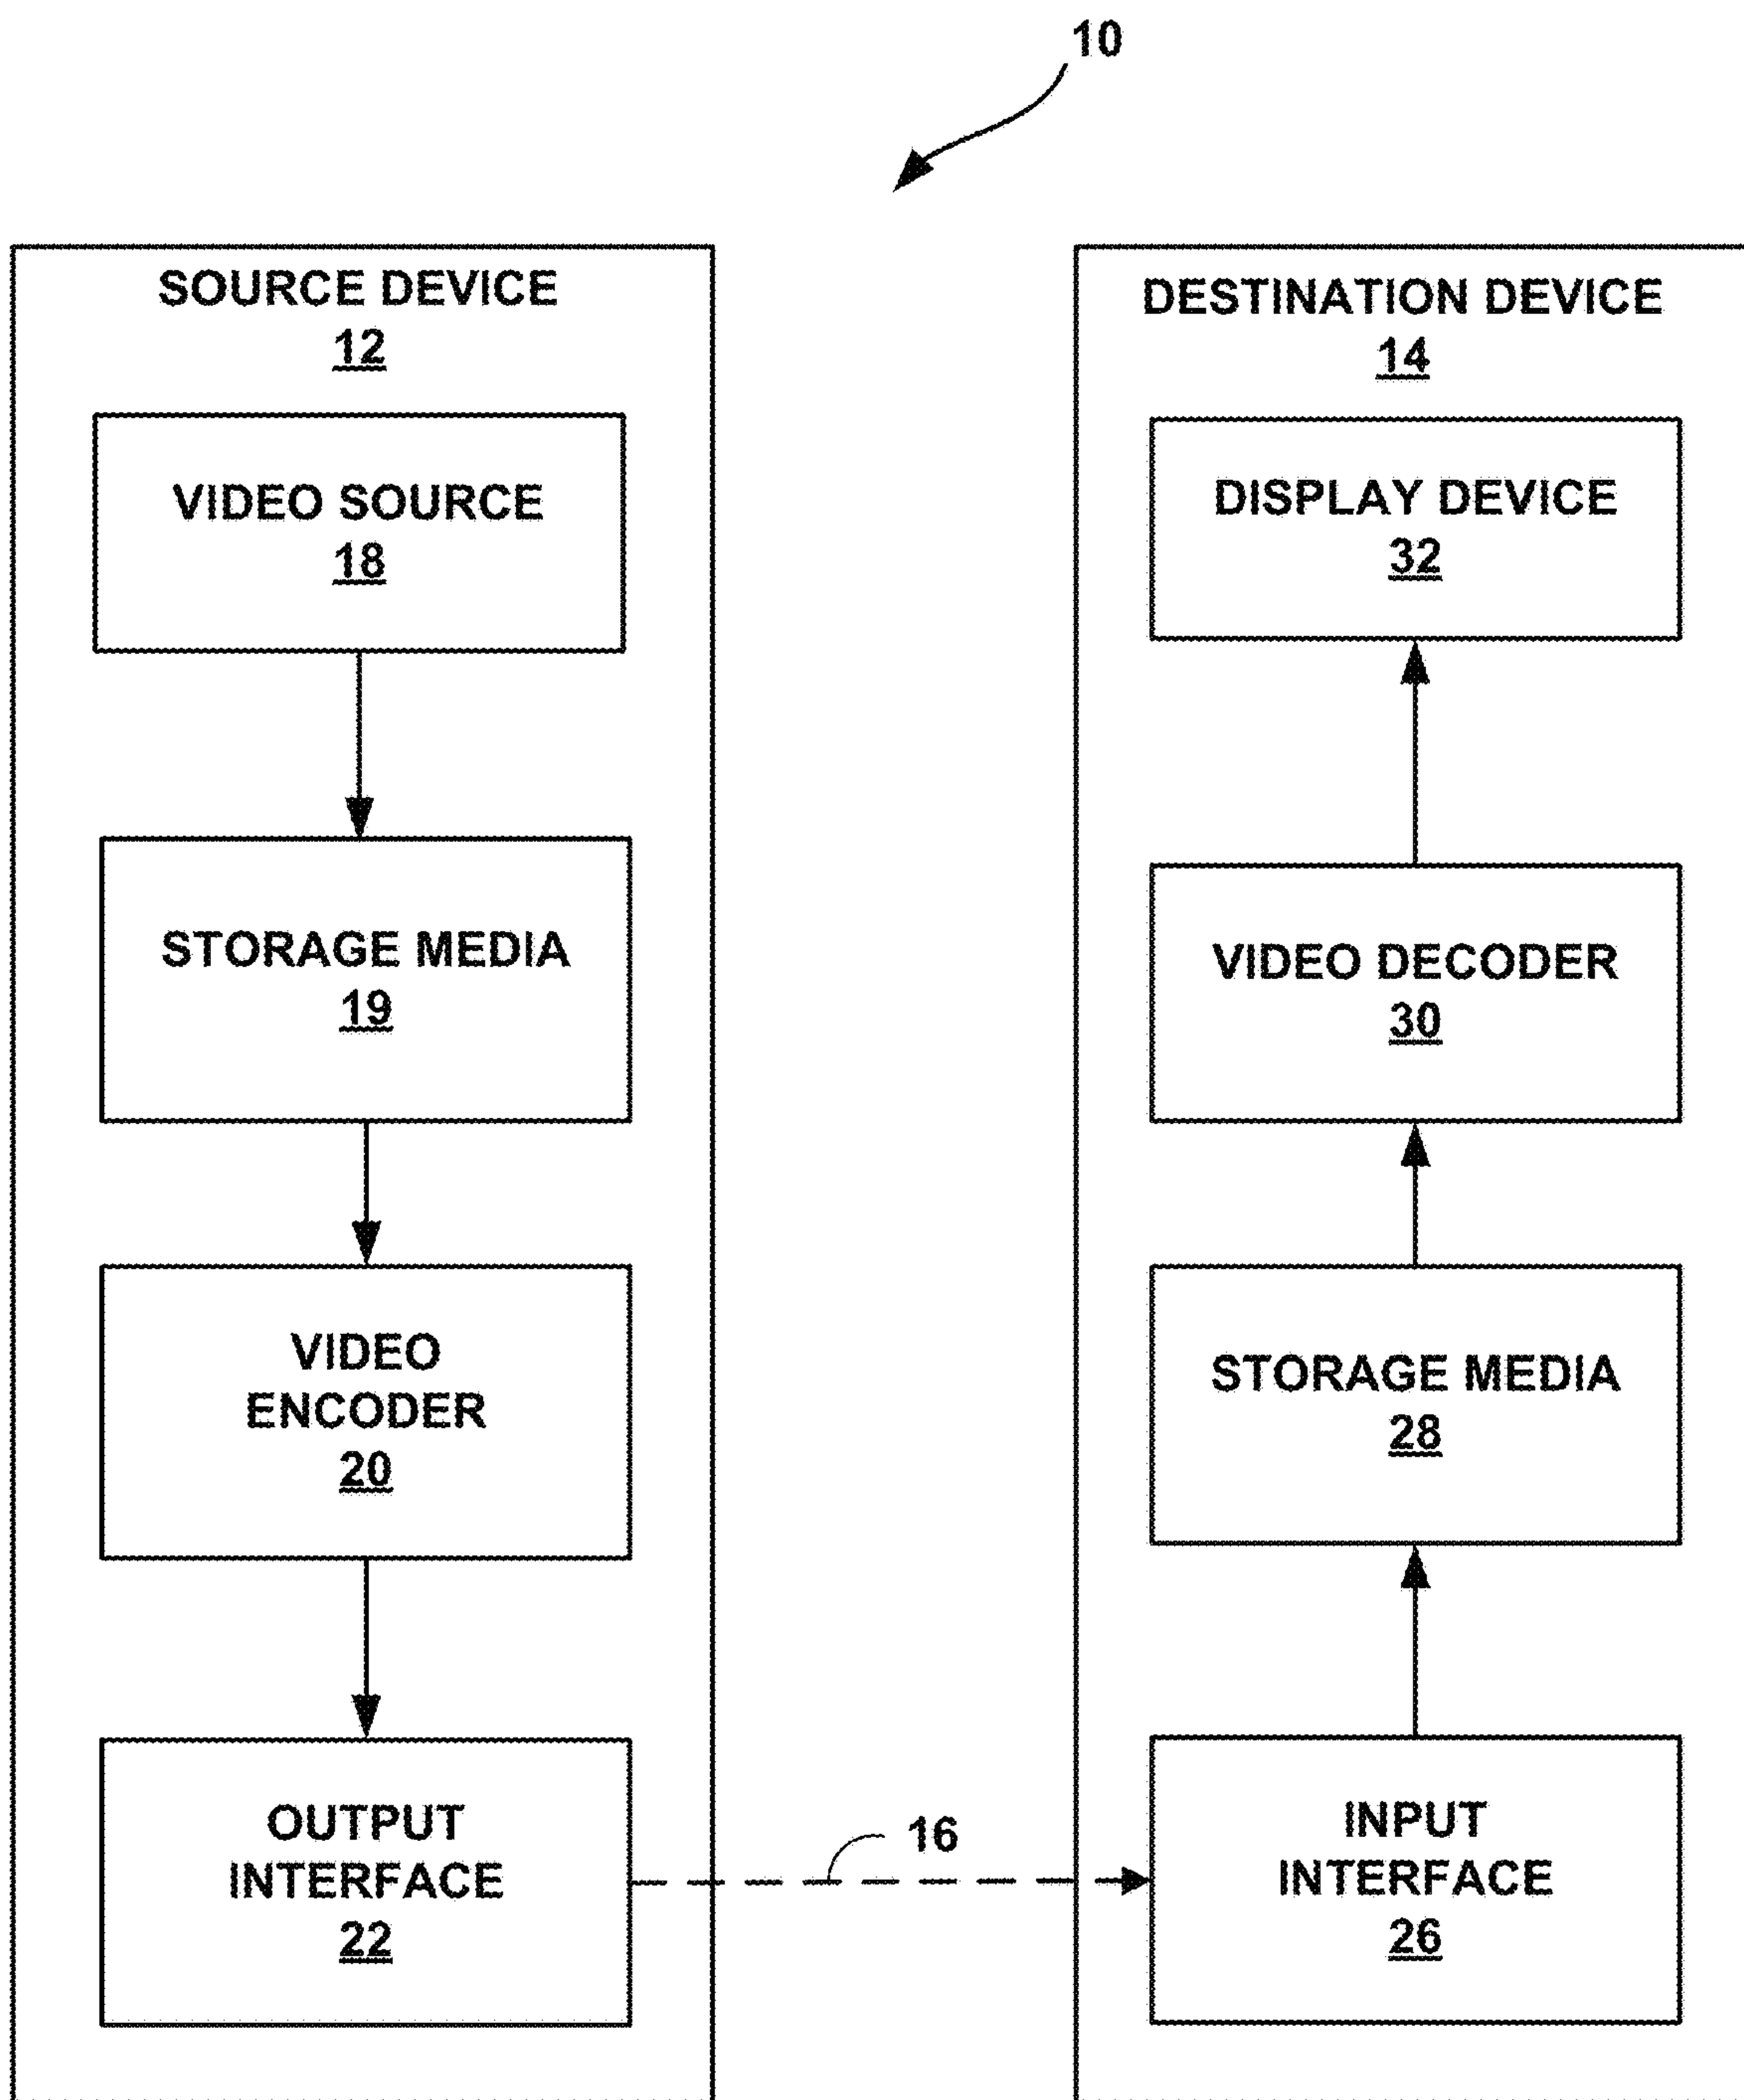 10
SOURCE DEVICE
12
VIDEO SOURCE
18
STORAGE MEDIA
19
VIDEO
ENCODER
20
OUTPUT
INTERFACE
22
16
DESTINATION DEVICE
14
DISPLAY DEVICE
32
VIDEO DECODER
30
STORAGE MEDIA
28
INPUT
INTERFACE
26